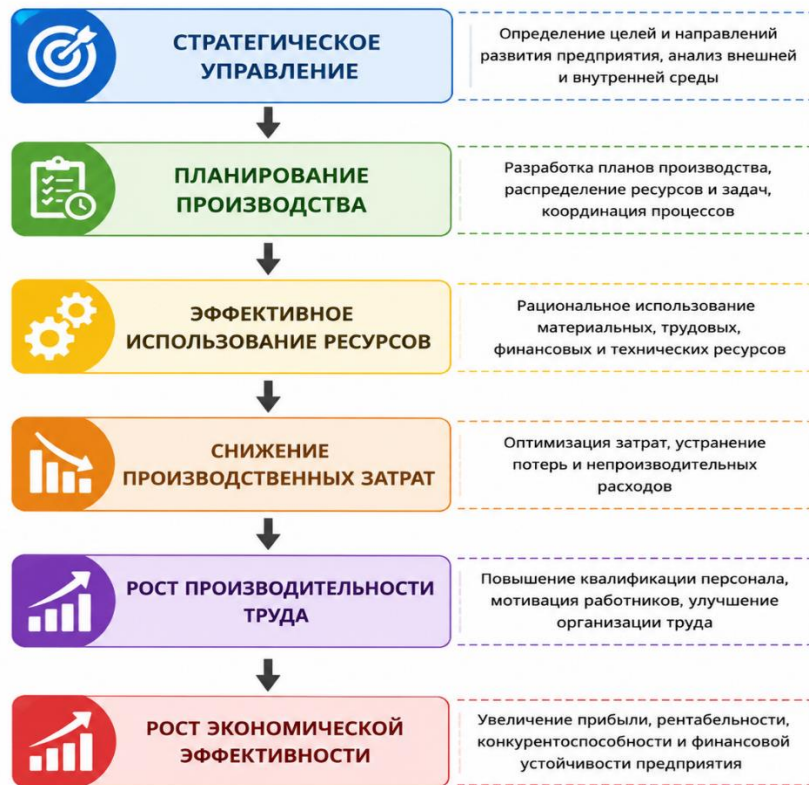 СТРАТЕГИЧЕСКОЕ
УПРАВЛЕНИЕ
Определение целей и направлений
развития предприятия, анализ внешней
и внутренней среды
ПЛАНИРОВАНИЕ
ПРОИЗВОДСТВА
Разработка планов производства,
распределение ресурсов и задач,
координация процессов
ЭФФЕКТИВНОЕ
ИСПОЛЬЗОВАНИЕ РЕСУРСОВ
Рациональное использование
материальных, трудовых,
финансовых и технических ресурсов
СНИЖЕНИЕ
ПРОИЗВОДСТВЕННЫХ ЗАТРАТ
Оптимизация затрат, устранение
потерь и непроизводительных
расходов
РОСТ ПРОИЗВОДИТЕЛЬНОСТИ
ТРУДА
Повышение квалификации персонала,
мотивация работников, улучшение
организации труда
РОСТ ЭКОНОМИЧЕСКОЙ
ЭФФЕКТИВНОСТИ
Увеличение прибыли, рентабельности,
конкурентоспособности и финансовой
устойчивости предприятия